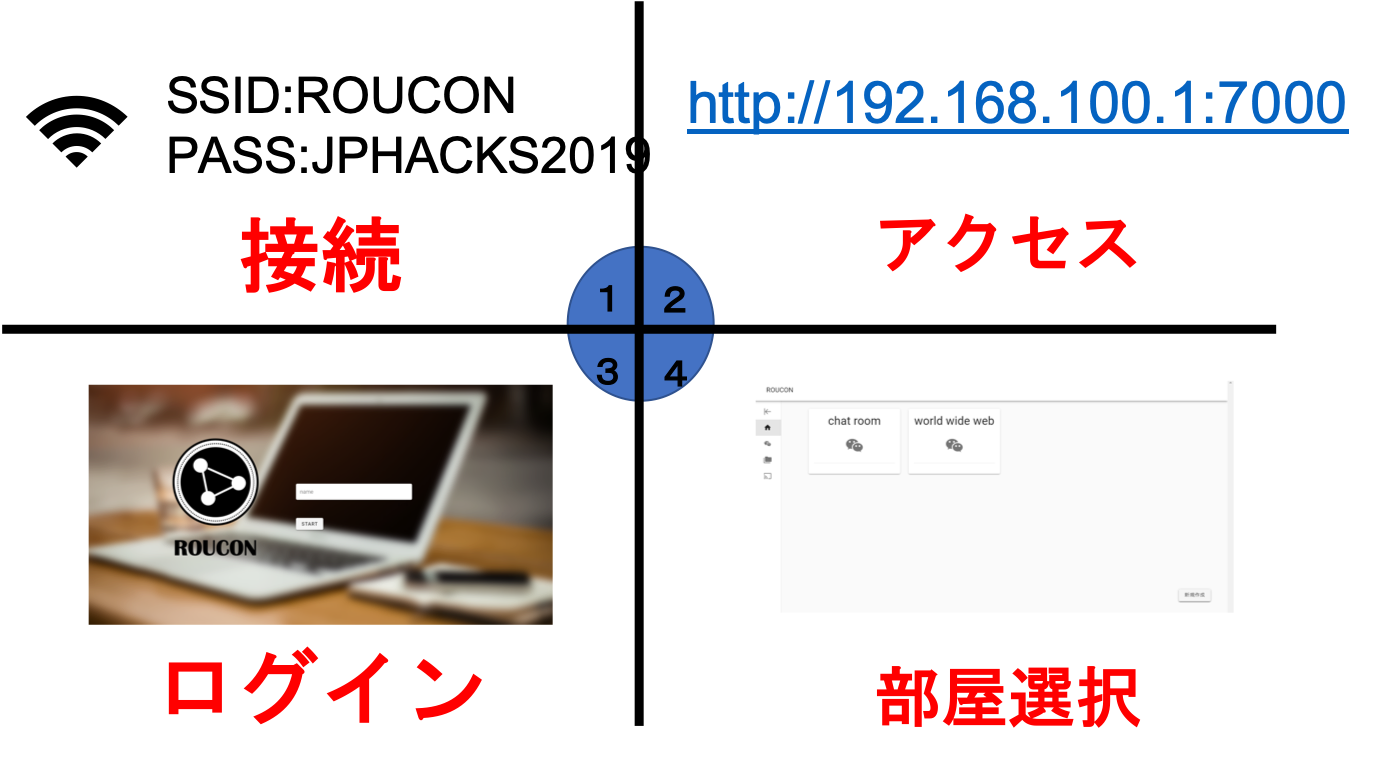 SSID:ROUCON
PASS:JPHACKS2019
接続
http://192.168.100.1:7000
アクセス
1
2
3
4
ROUCON
name
START
ログイン
ROUCON
chat room
world wide web
新規作成
部屋選択